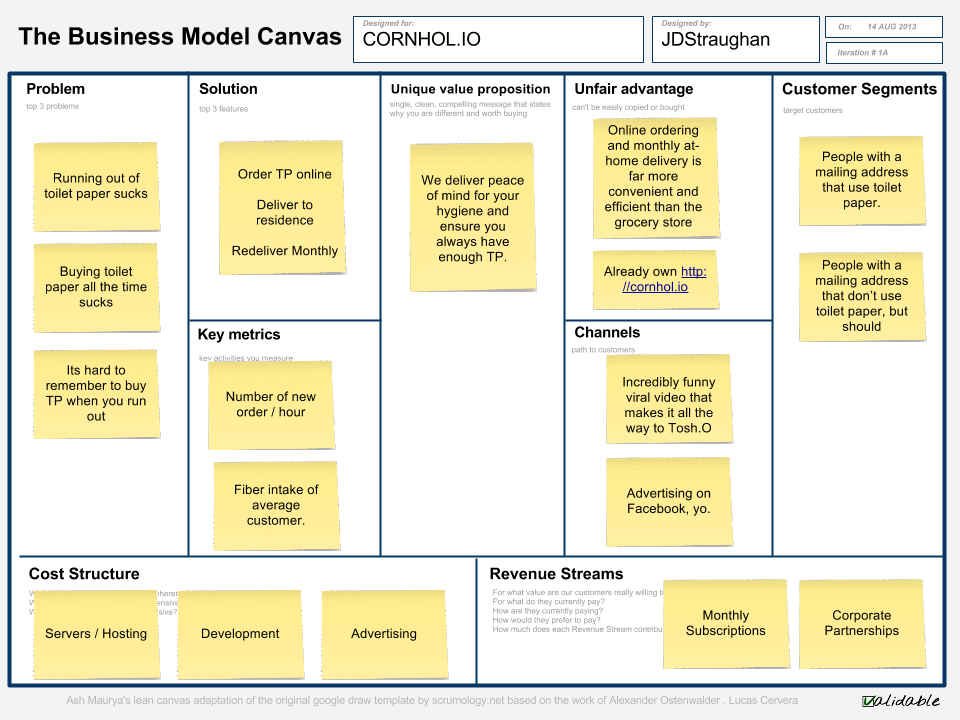 The Business Model Canvas
Designed for:
CORNHOL.IO
Designed by:
JDStraughan
On: 14 AUG 2013
Iteration # 1A
Problem
top 3 problems
Running out of
toilet paper sucks
Buying toilet
paper all the time
sucks
Its hard to
remember to buy
TP when you run
out
Solution
top 3 features
Order TP online
Deliver to
residence
Redeliver Monthly
Key metrics
key activities you measure
Number of new
order / hour
Fiber intake of
average
customer.
Unique value proposition
single, clean, compelling message that states
why you are different and worth buying
We deliver peace
of mind for your
hygiene and
ensure you
always have
enough TP.
Unfair advantage
can't be easily copied or bought
Online ordering
and monthly at-
home delivery is
far more
convenient and
efficient than the
grocery store
Already own http:
//cornhol.io
Channels
path to customers
Incredibly funny
viral video that
makes it all the
way to Tosh.O
Advertising on
Facebook, yo.
Customer Segments
target customers
People with a
mailing address
that use toilet
paper.
People with a
mailing address
that don't use
toilet paper, but
should
Cost Structure
Servers / Hosting
Development
Advertising
Revenue Streams
For what value are our customers really willing
For what do they currently pay?
How are they currently paying?
How would they prefer to pay?
How much does each Revenue Stream
Monthly
Subscriptions
Corporate
Partnerships
Ash Maurya's lean canvas adaptation of the original google draw template by scrumology.net based on the work of Alexander Ostenwalder . Lucas Cervera
Validable